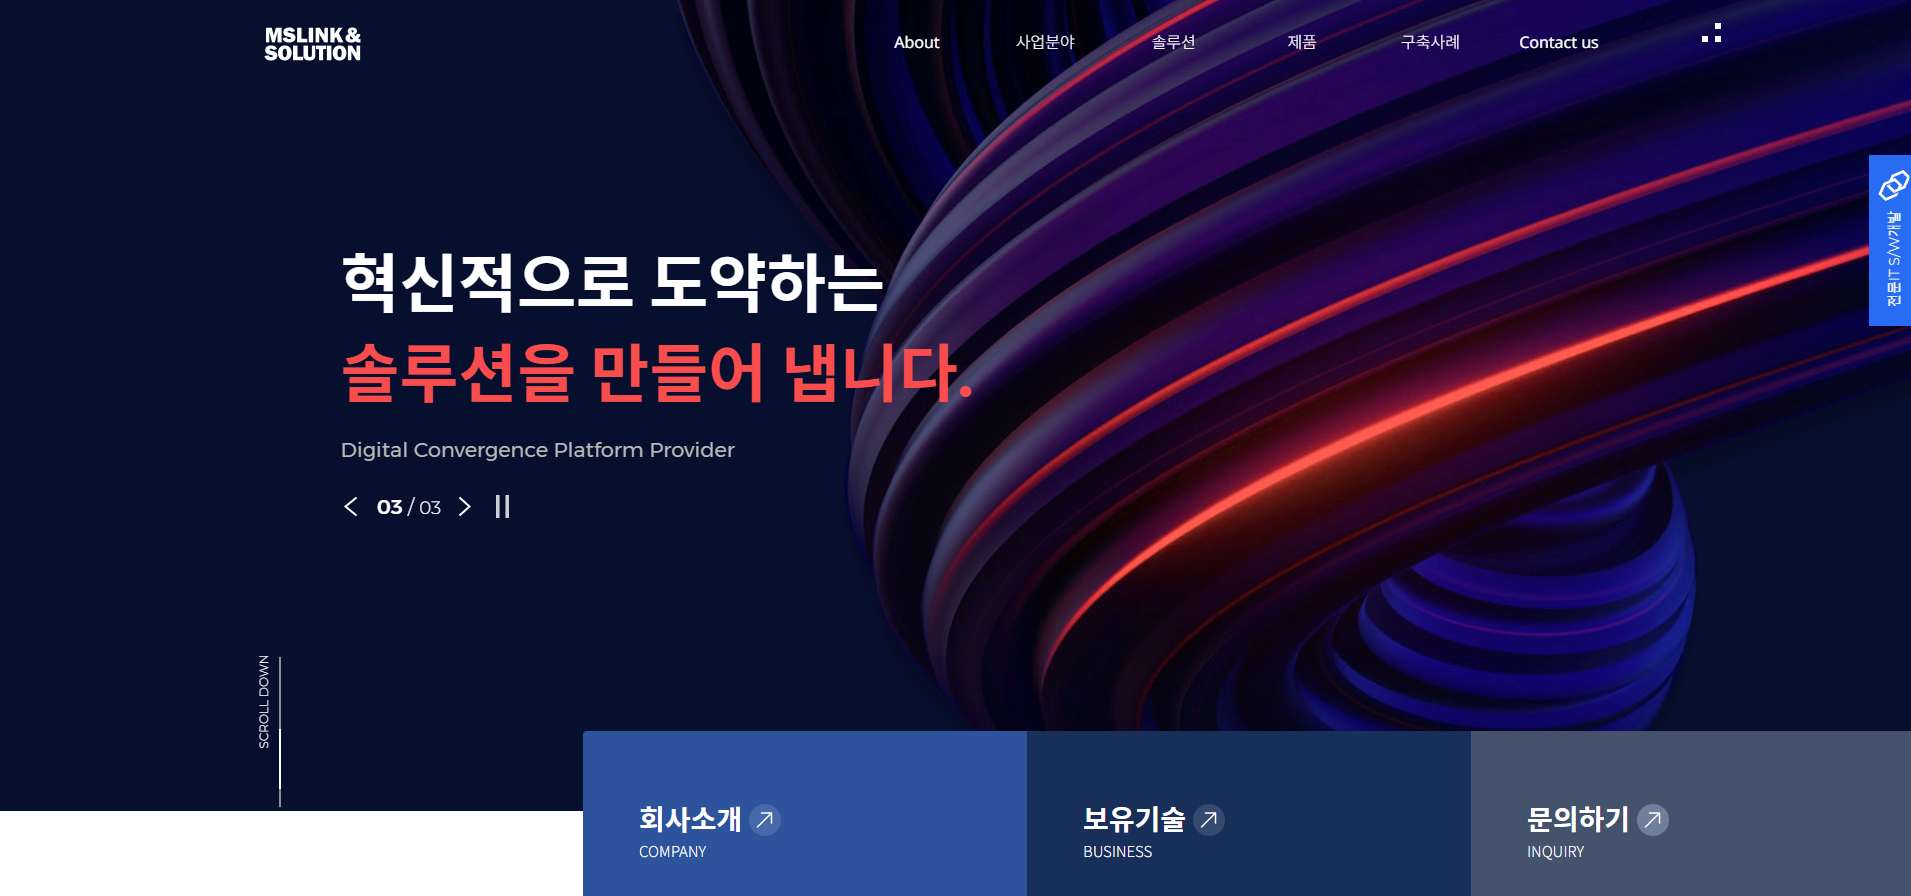 MSLINK &
SOLUTION
About
사업분야
솔루션
제품
구축사례
Contact us
혁신적으로 도약하는
솔루션을 만들어 냅니다.
Digital Convergence Platform Provider
03 / 03
전문IT S/W개발
SCROLL DOWN
회사소개
COMPANY
보유기술
BUSINESS
문의하기
INQUIRY